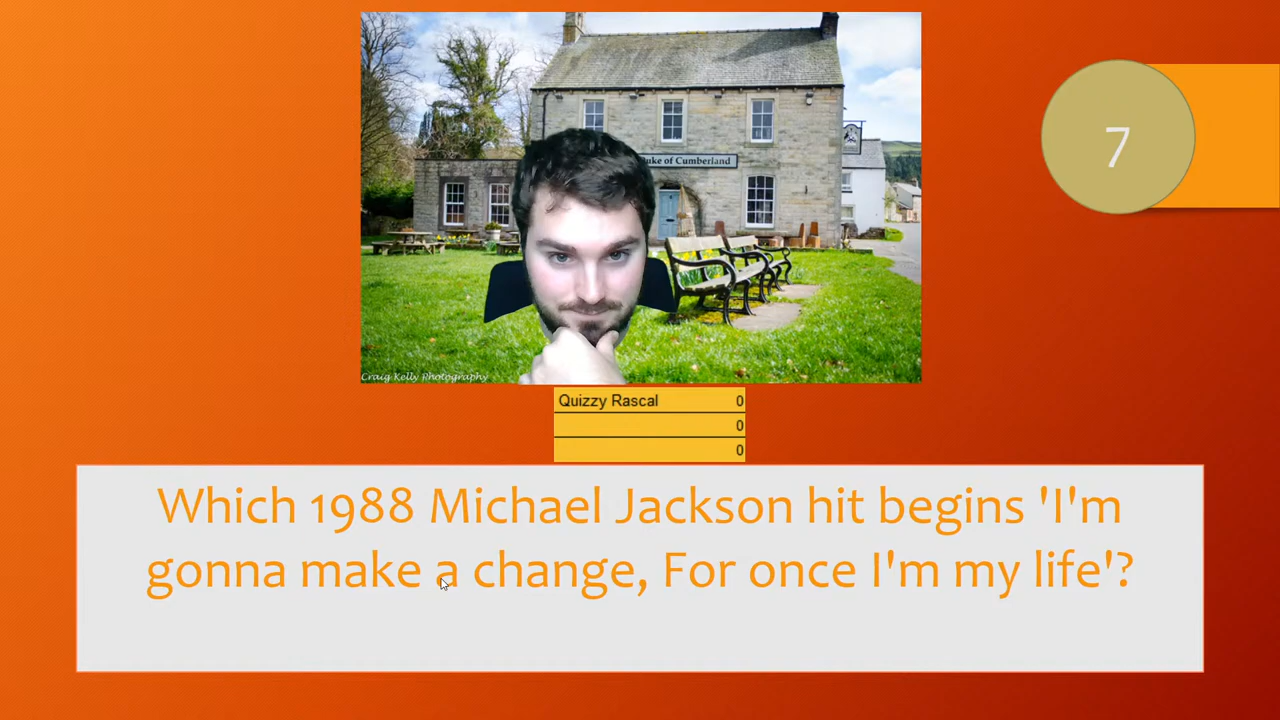 7
uke of Cumberland
Craig Kelly Photography
Quizzy Rascal 0
0
0
Which 1988 Michael Jackson hit begins 'I'm
gonna make a change, For once I'm my life'?